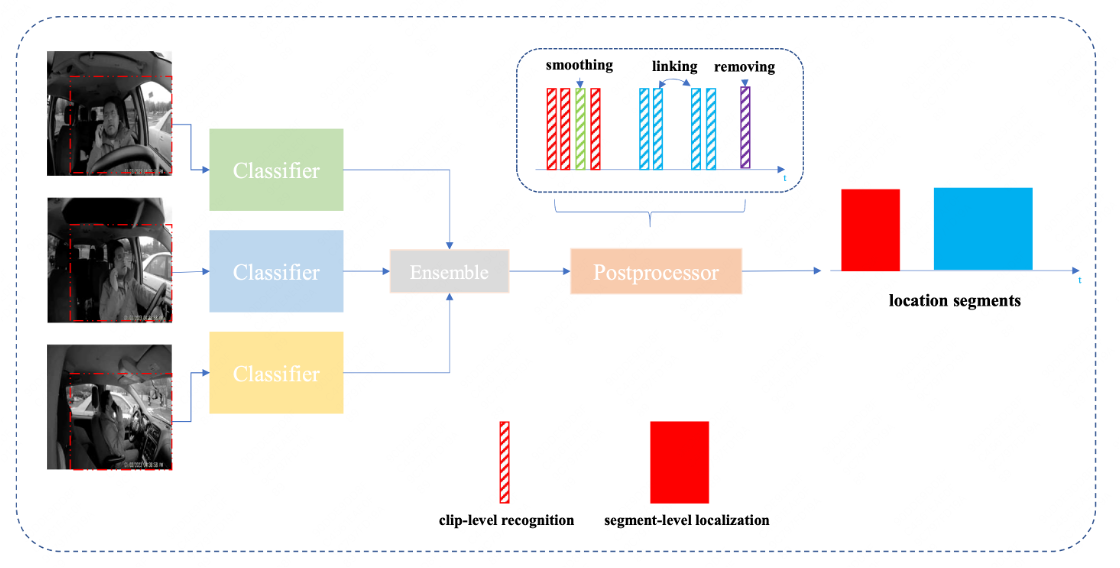 smoothing
linking
removing
t
Classifier
Classifier
Ensemble
Postprocessor
t
location segments
Classifier
clip-level recognition
segment-level localization